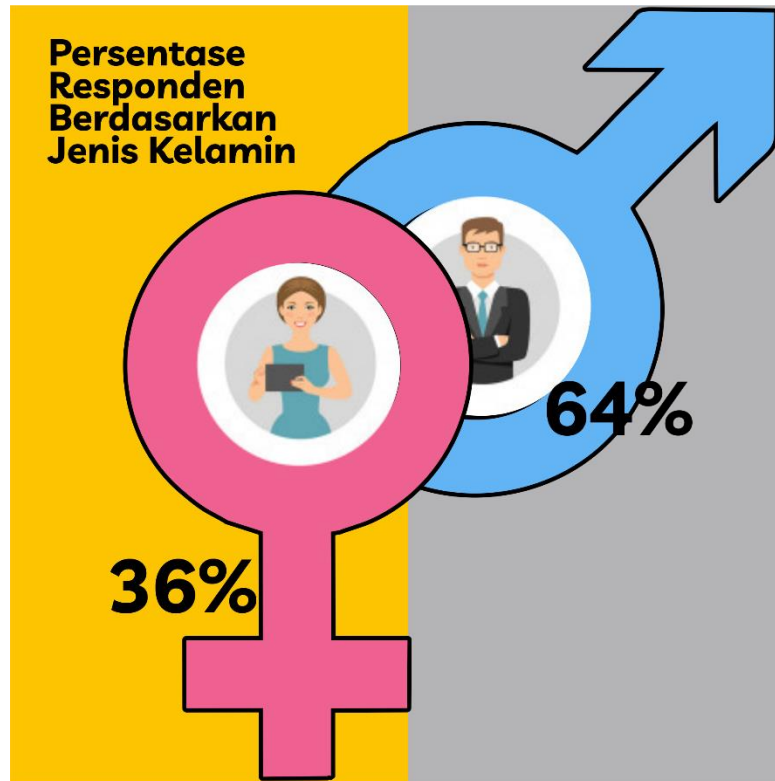 Persentase
Responden
Berdasarkan
Jenis Kelamin
64%
36%